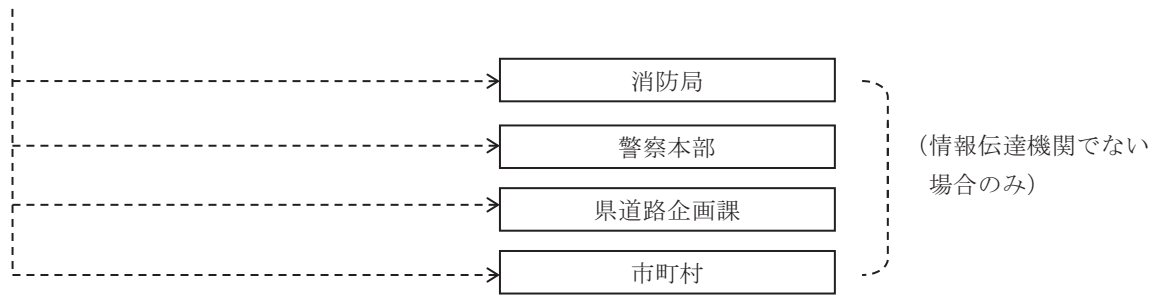 消防局
警察本部
県道路企画課
市町村
（情報伝達機関でない
場合のみ）